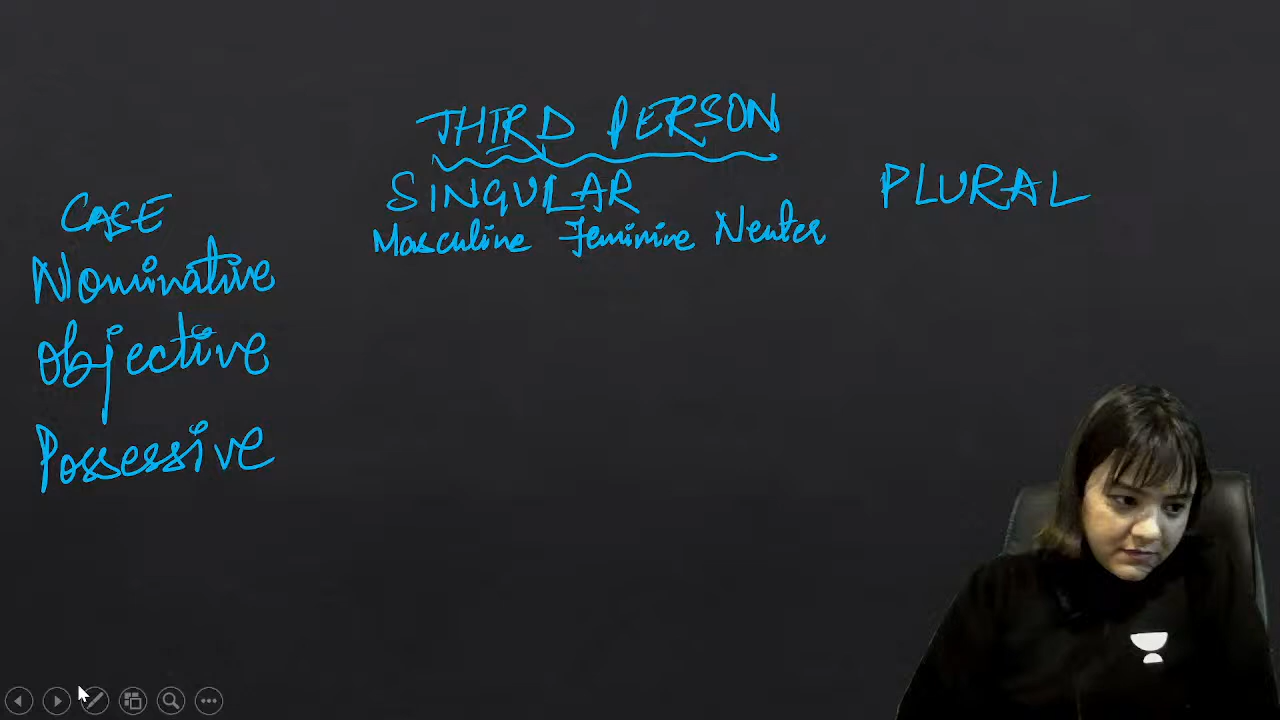 THIRD PERSON
SINGULAR PLURAL
CASE Masculine Feminine Neuter
Nominative
Objective
Possessive